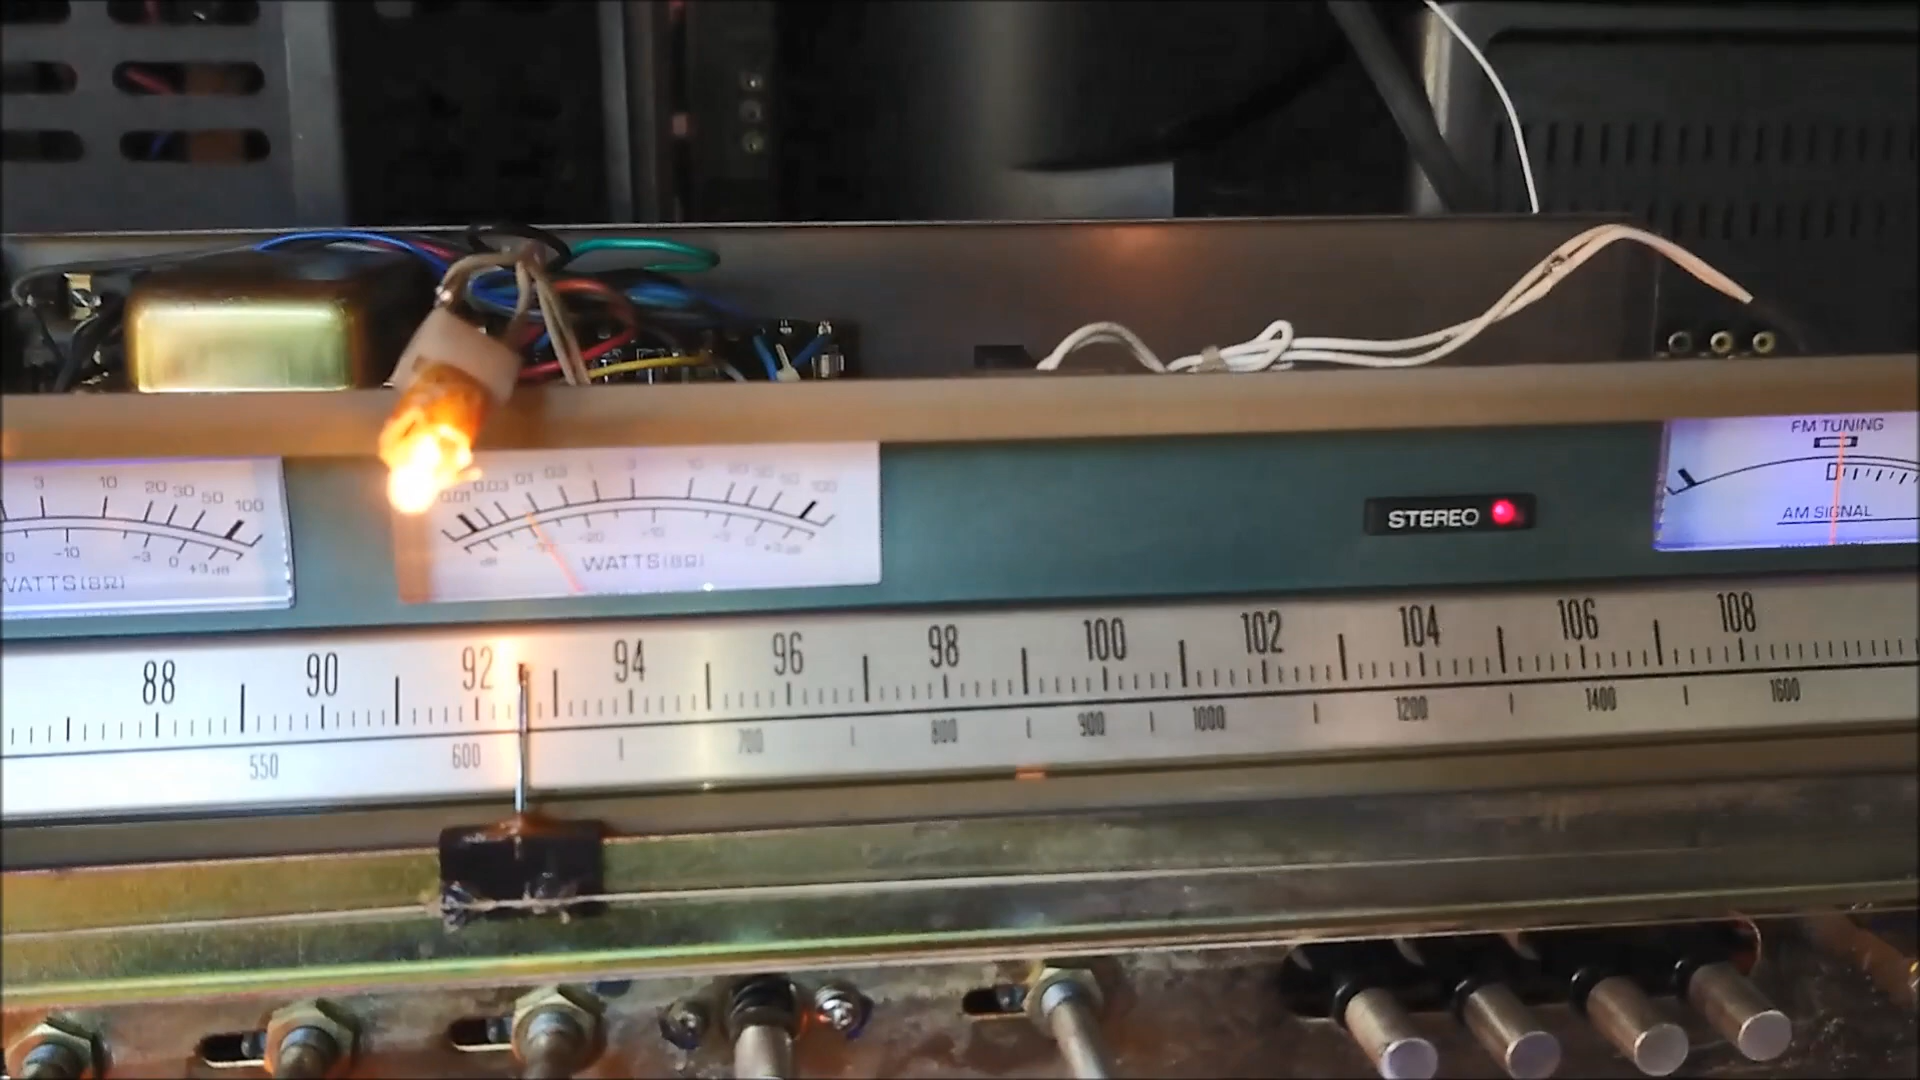 FM TUNING
3 10 20 30 50 100
0.01 0.03 0.1 0.3 1 3 10 20 30 50 100
0
STEREO
AM SIGNAL
-10 -3 0 +3 dB
dB -20 -10 -3 0 +3 dB
WATTS(8Ω)
WATTS(8Ω)
88 90 92 94 96 98 100 102 104 106 108
550 600 700 800 900 1000 1200 1400 1600